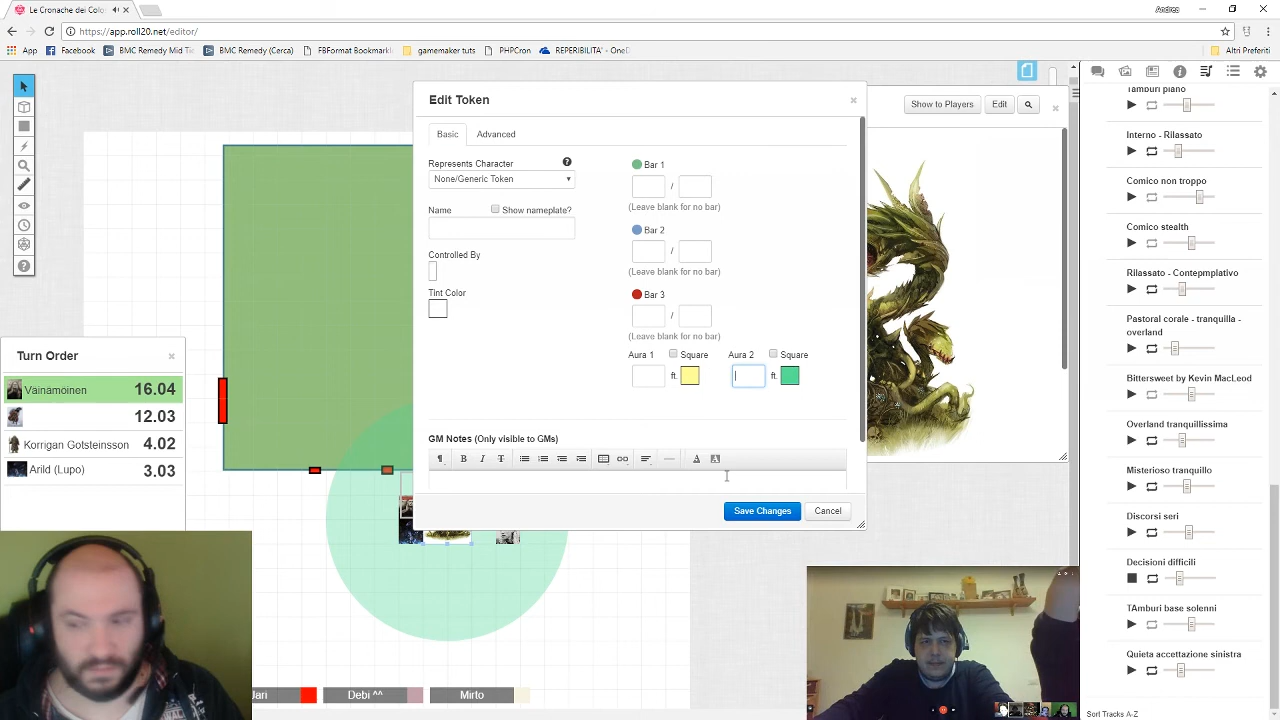 Le Cronache dei Color
Andrea
https://app.roll20.net/editor/
App
Facebook
BMC Remedy Mid Tie
BMC Remedy (Cerca)
FBFormat Bookmarkl
gamemaker tuts
PHPCron
REPERIBILITA' - OneD
Altri Preferiti
Edit Token
Basic
Advanced
Represents Character
None/Generic Token
Name
Show nameplate?
Controlled By
Tint Color
Bar 1
/
(Leave blank for no bar)
Bar 2
/
(Leave blank for no bar)
Bar 3
/
(Leave blank for no bar)
Aura 1
Square
Aura 2
Square
ft.
ft.
GM Notes (Only visible to GMs)
Save Changes
Cancel
Show to Players
Edit
Turn Order
Väinämöinen 16.04
12.03
Korrigan Gotsteinsson 4.02
Arild (Lupo) 3.03
Jari
Debi ^^
Mirto
Tamburi piano
Interno - Rilassato
Comico non troppo
Comico stealth
Rilassato - Contepmplativo
Pastoral corale - tranquilla -
overland
Bittersweet by Kevin MacLeod
Overland tranquillissima
Misterioso tranquillo
Discorsi seri
Decisioni difficili
TAmburi base solenni
Quieta accettazione sinistra
Sort Tracks A-Z